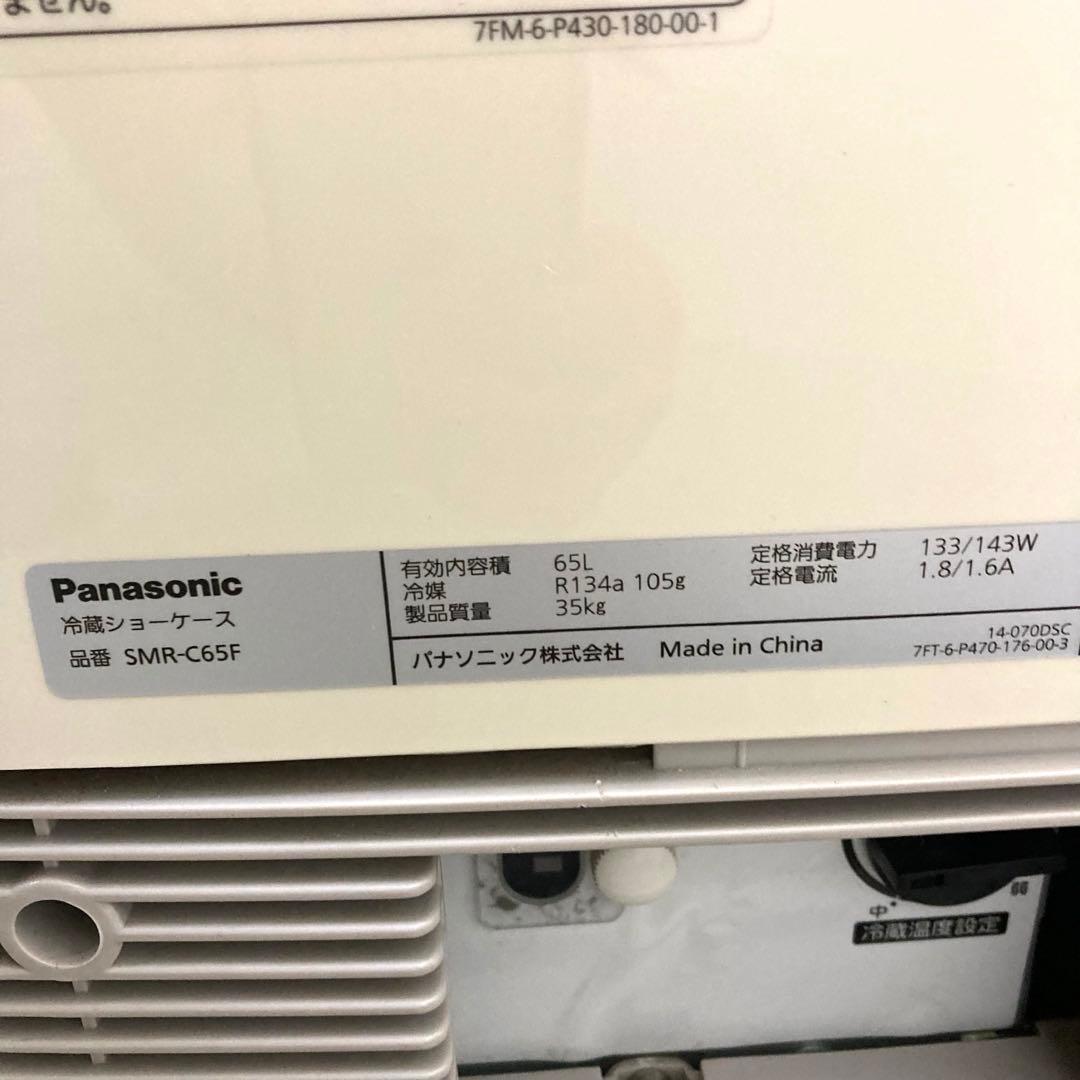 ません。
7FM-6-P430-180-00-1
Panasonic
冷蔵ショーケース
品番 SMR-C65F
有効内容積 65L
冷媒 R134a 105g
製品質量 35kg
定格消費電力 133/143W
定格電流 1.8/1.6A
パナソニック株式会社 Made in China
14-070DSC
7FT-6-P470-176-00-3
中
弱
冷蔵温度設定